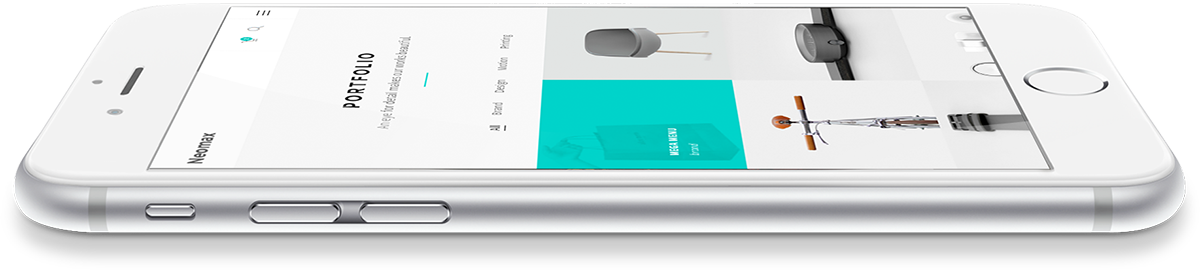 Neomax
PORTFOLIO
An eye for detail makes our works beautiful.
All Brand Design Motion Printing
MEGA MENU
brand